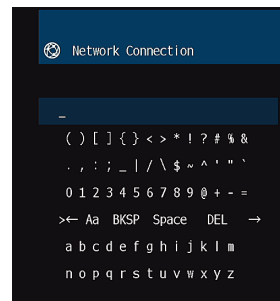 Network Connection
_
( ) [ ] { } < > * ! ? # % &
. , : ; _ | / \ $ ~ ^ ' " `
0 1 2 3 4 5 6 7 8 9 @ + - =
>← Aa BKSP Space DEL →
a b c d e f g h i j k l m
n o p q r s t u v w x y z